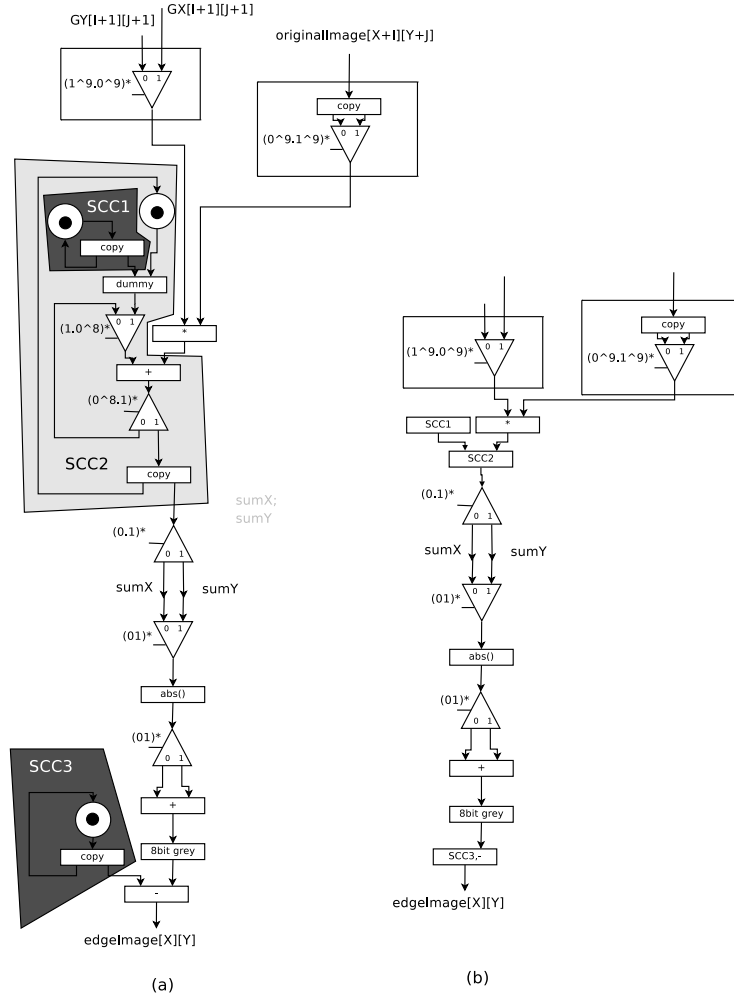 GX[I+1][J+1]
GY[I+1][J+1]
originalImage[X+I][Y+J]
0 1
(1^9.0^9)*
copy
0 1
(0^9.1^9)*
SCC1
copy
dummy
0 1
(1.0^8)*
*
+
(0^8.1)*
0 1
SCC2
copy
sumX;
sumY
(0.1)*
0 1
sumX
sumY
0 1
(01)*
abs()
(01)*
0 1
SCC3
+
copy
8bit grey
-
edgeImage[X][Y]
(a)
0 1
(1^9.0^9)*
copy
0 1
(0^9.1^9)*
SCC1
*
SCC2
(0.1)*
0 1
sumX
sumY
0 1
(01)*
abs()
(01)*
0 1
+
8bit grey
SCC3,-
edgeImage[X][Y]
(b)